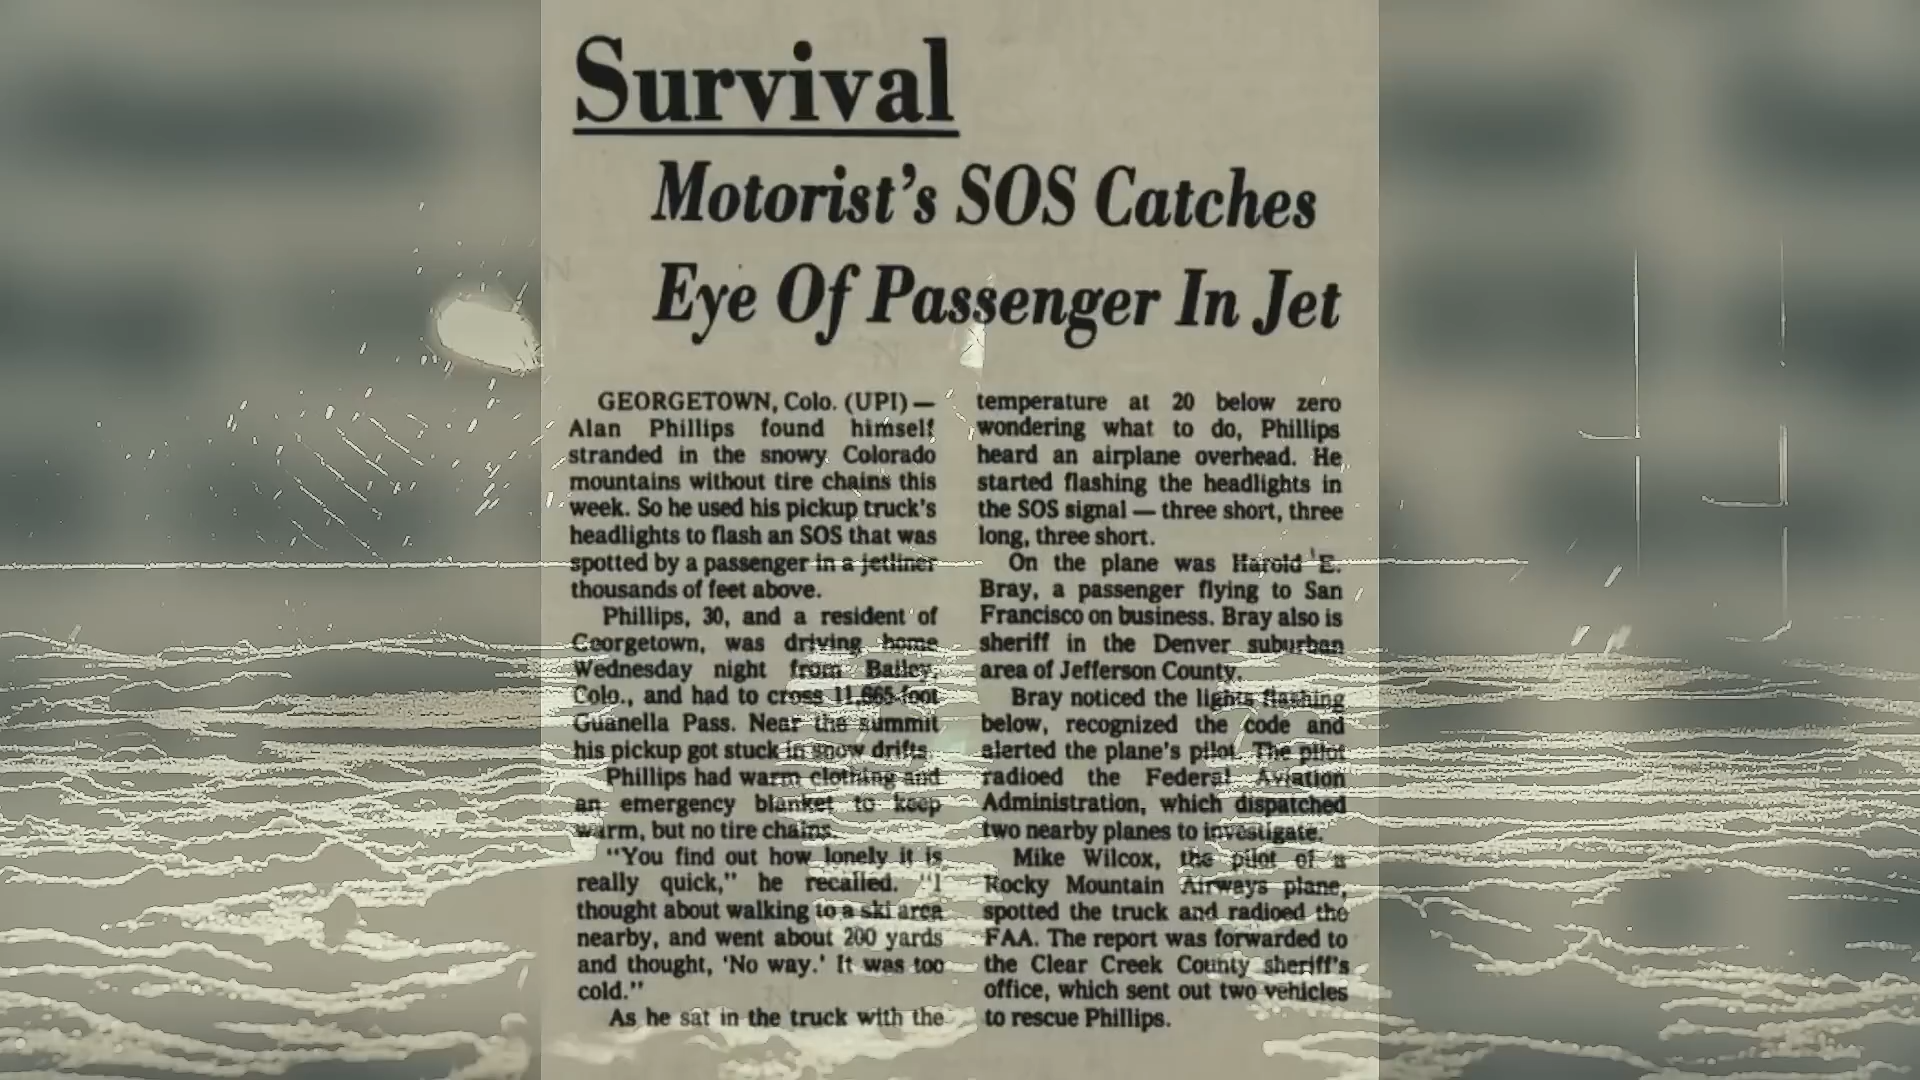 Survival
Motorist's SOS Catches
Eye Of Passenger In Jet
GEORGETOWN, Colo. (UPI) —
Alan Phillips found himself
stranded in the snowy Colorado
mountains without tire chains this
week. So he used his pickup truck's
headlights to flash an SOS that was
spotted by a passenger in a jetliner
thousands of feet above.
Phillips, 30, and a resident of
Georgetown, was driving home
Wednesday night from Bailey,
Colo., and had to cross 11,665-foot
Guanella Pass. Near the summit
his pickup got stuck in snow drifts.
Phillips had warm clothing and
an emergency blanket to keep
warm, but no tire chains.
"You find out how lonely it is
really quick," he recalled. "I
thought about walking to a ski area
nearby, and went about 200 yards
and thought, 'No way.' It was too
cold."
As he sat in the truck with the
temperature at 20 below zero
wondering what to do, Phillips
heard an airplane overhead. He
started flashing the headlights in
the SOS signal — three short, three
long, three short.
On the plane was Harold E.
Bray, a passenger flying to San
Francisco on business. Bray also is
sheriff in the Denver suburban
area of Jefferson County.
Bray noticed the lights flashing
below, recognized the code and
alerted the plane's pilot. The pilot
radioed the Federal Aviation
Administration, which dispatched
two nearby planes to investigate.
Mike Wilcox, the pilot of a
Rocky Mountain Airways plane,
spotted the truck and radioed the
FAA. The report was forwarded to
the Clear Creek County sheriff's
office, which sent out two vehicles
to rescue Phillips.